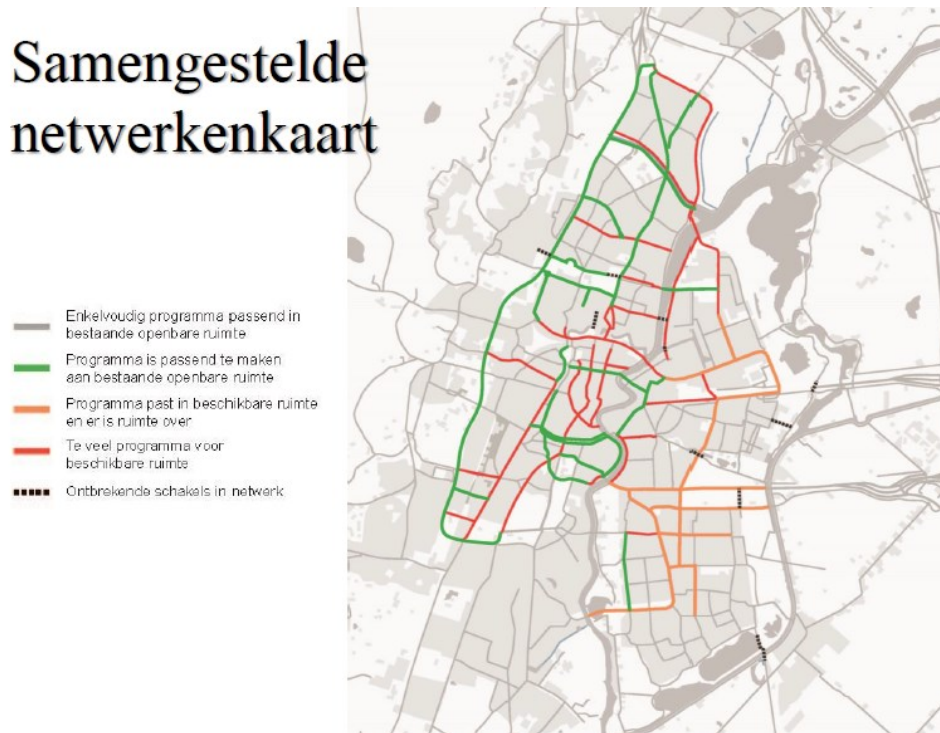 Samengestelde
netwerkenkaart
Enkelvoudig programma passend in
bestaande openbare ruimte
Programma is passend te maken
aan bestaande openbare ruimte
Programma past in beschikbare ruimte
en er is ruimte over
Te veel programma voor
beschikbare ruimte
Ontbrekende schakels in netwerk